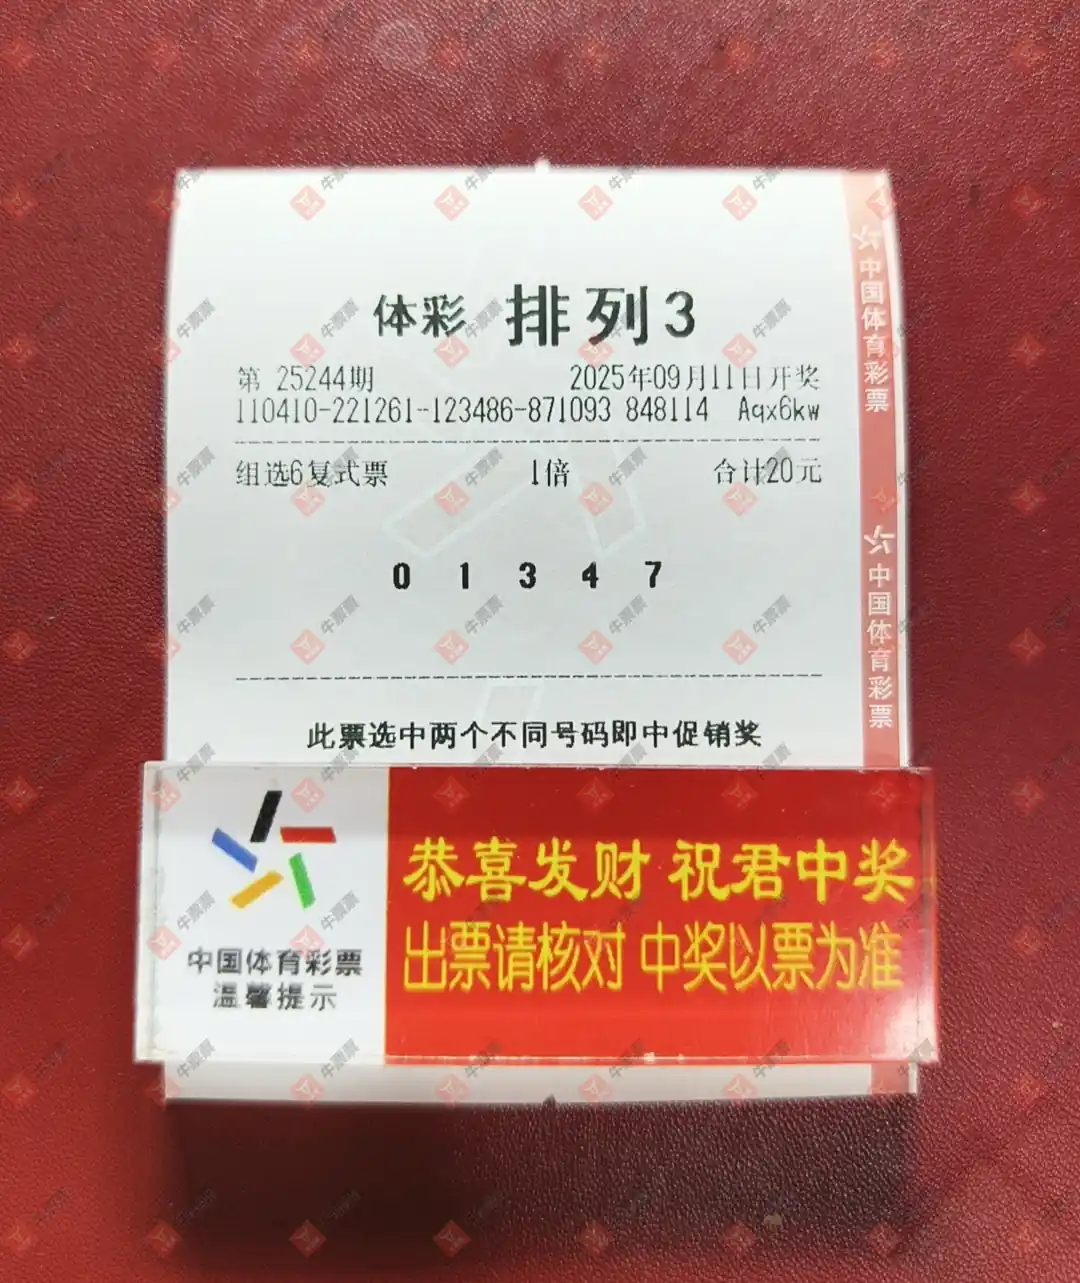 体彩 排列3
第 25244期 2025年09月11日开奖
110410-221261-123486-871093 848114 Aqx6kw
组选6复式票 1倍 合计20元
0 1 3 4 7
此票选中两个不同号码即中促销奖
中国体育彩票
中国体育彩票
恭喜发财 祝君中奖
出票请核对 中奖以票为准
中国体育彩票
温馨提示
牛票票